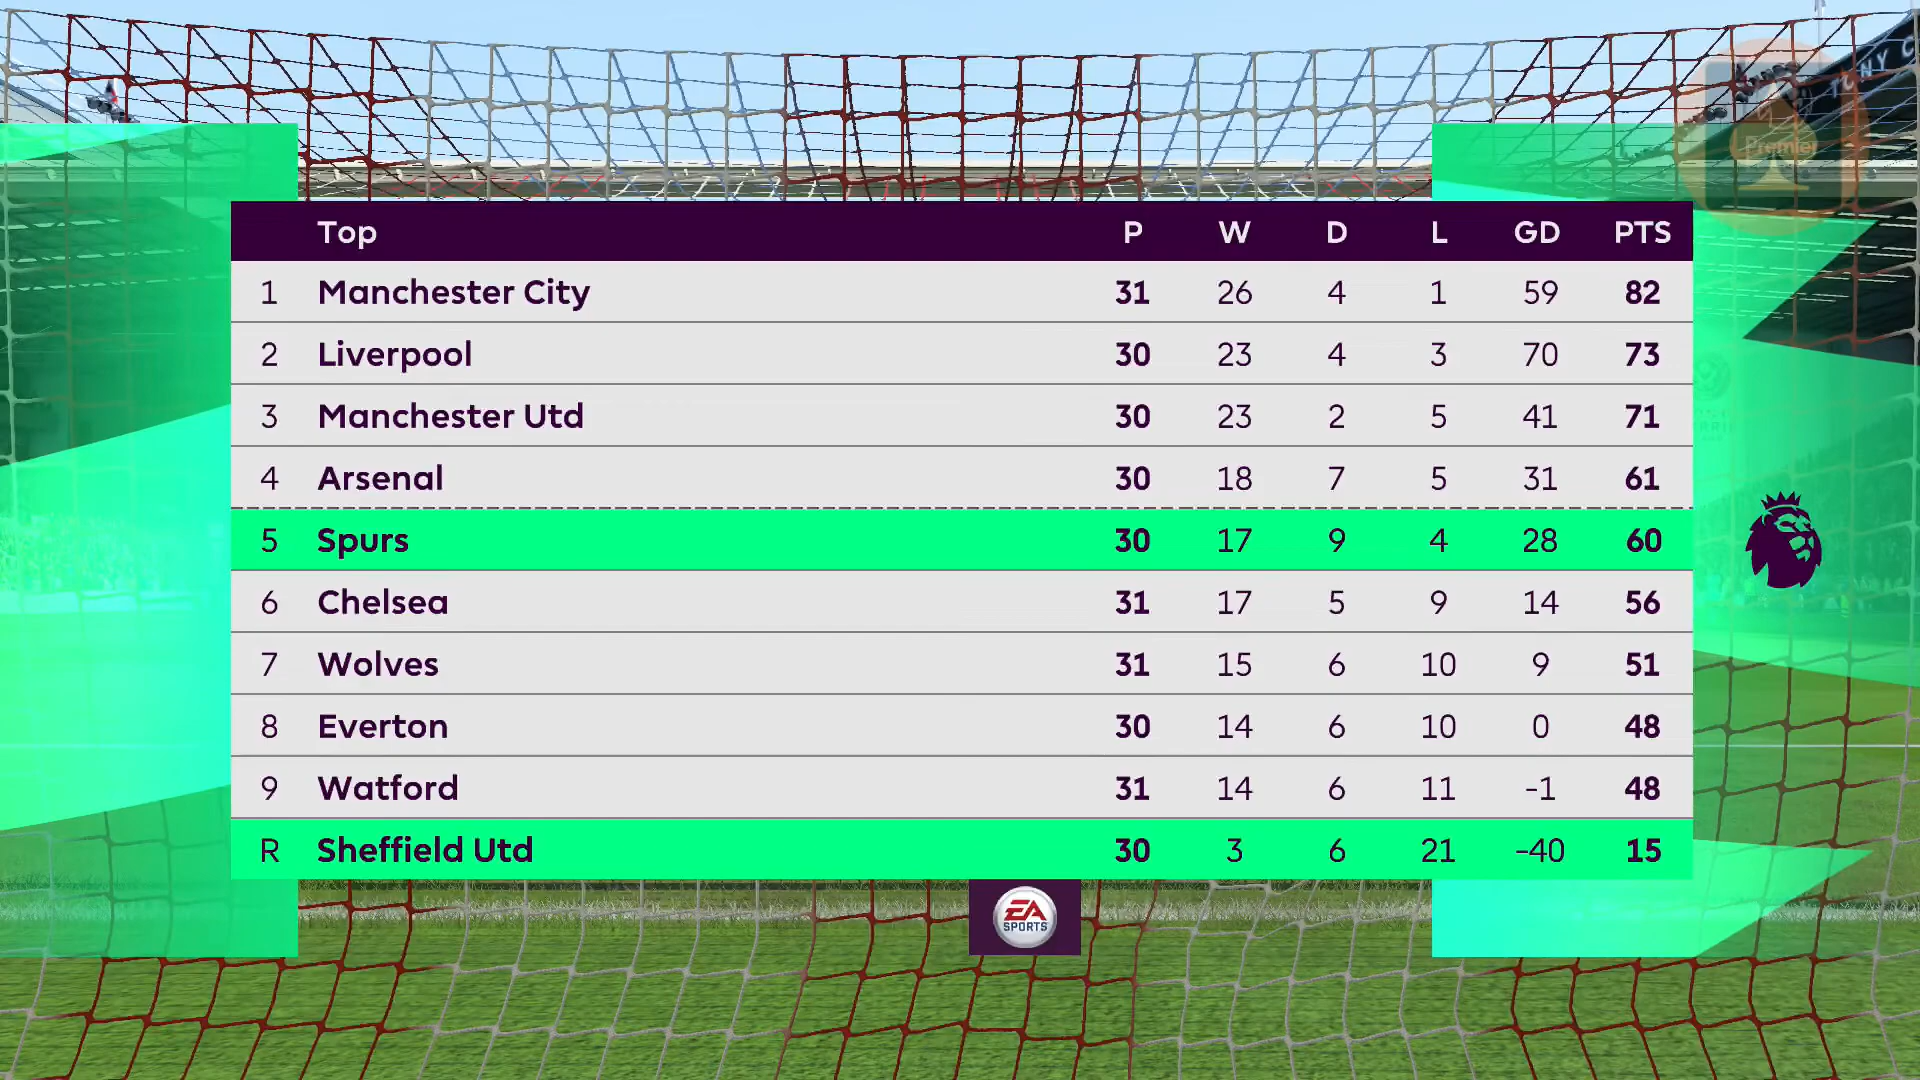 TONY C
Premier
Top P W D L GD PTS
1 Manchester City 31 26 4 1 59 82
2 Liverpool 30 23 4 3 70 73
3 Manchester Utd 30 23 2 5 41 71
4 Arsenal 30 18 7 5 31 61
5 Spurs 30 17 9 4 28 60
6 Chelsea 31 17 5 9 14 56
7 Wolves 31 15 6 10 9 51
8 Everton 30 14 6 10 0 48
9 Watford 31 14 6 11 -1 48
R Sheffield Utd 30 3 6 21 -40 15
EA
SPORTS